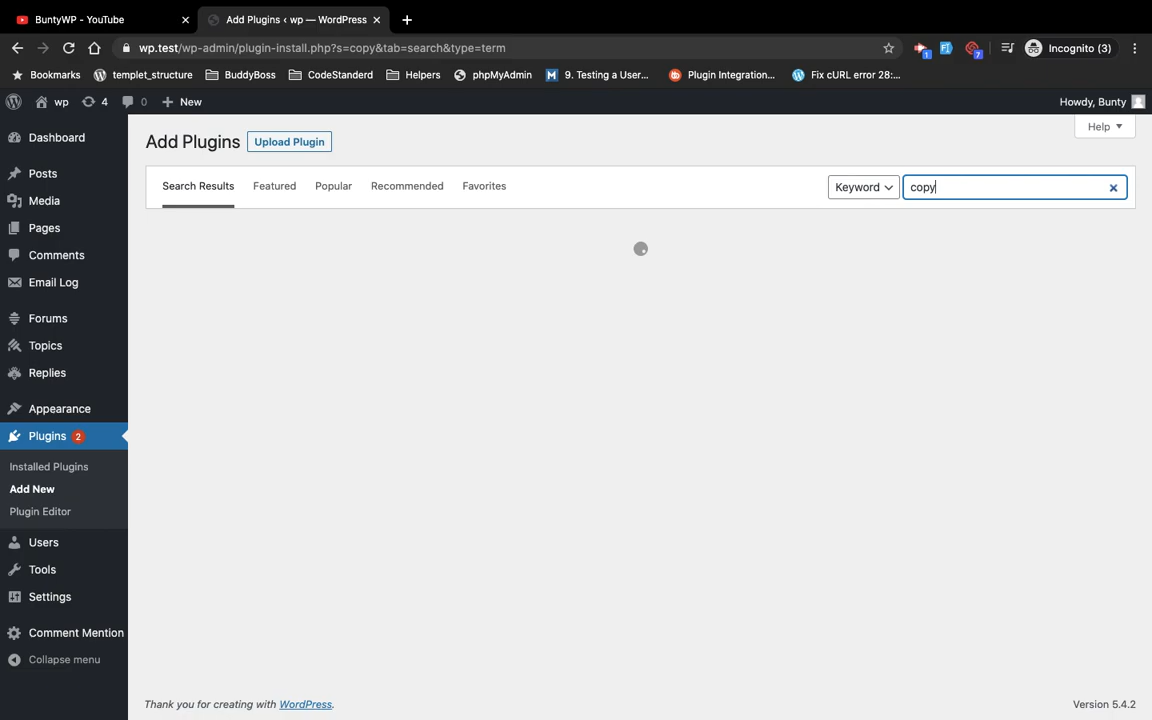 BuntyWP - YouTube
Add Plugins ‹ wp — WordPress
wp.test/wp-admin/plugin-install.php?s=copy&tab=search&type=term
1
7
Incognito (3)
Bookmarks
templet_structure
BuddyBoss
CodeStanderd
Helpers
phpMyAdmin
9. Testing a User...
Plugin Integration...
Fix cURL error 28:...
wp
4
0
New
Howdy, Bunty
Dashboard
Posts
Media
Pages
Comments
Email Log
Forums
Topics
Replies
Appearance
Plugins 2
Installed Plugins
Add New
Plugin Editor
Users
Tools
Settings
Comment Mention
Collapse menu
Help
Add Plugins
Upload Plugin
Search Results
Featured
Popular
Recommended
Favorites
Keyword
copy
Thank you for creating with WordPress.
Version 5.4.2